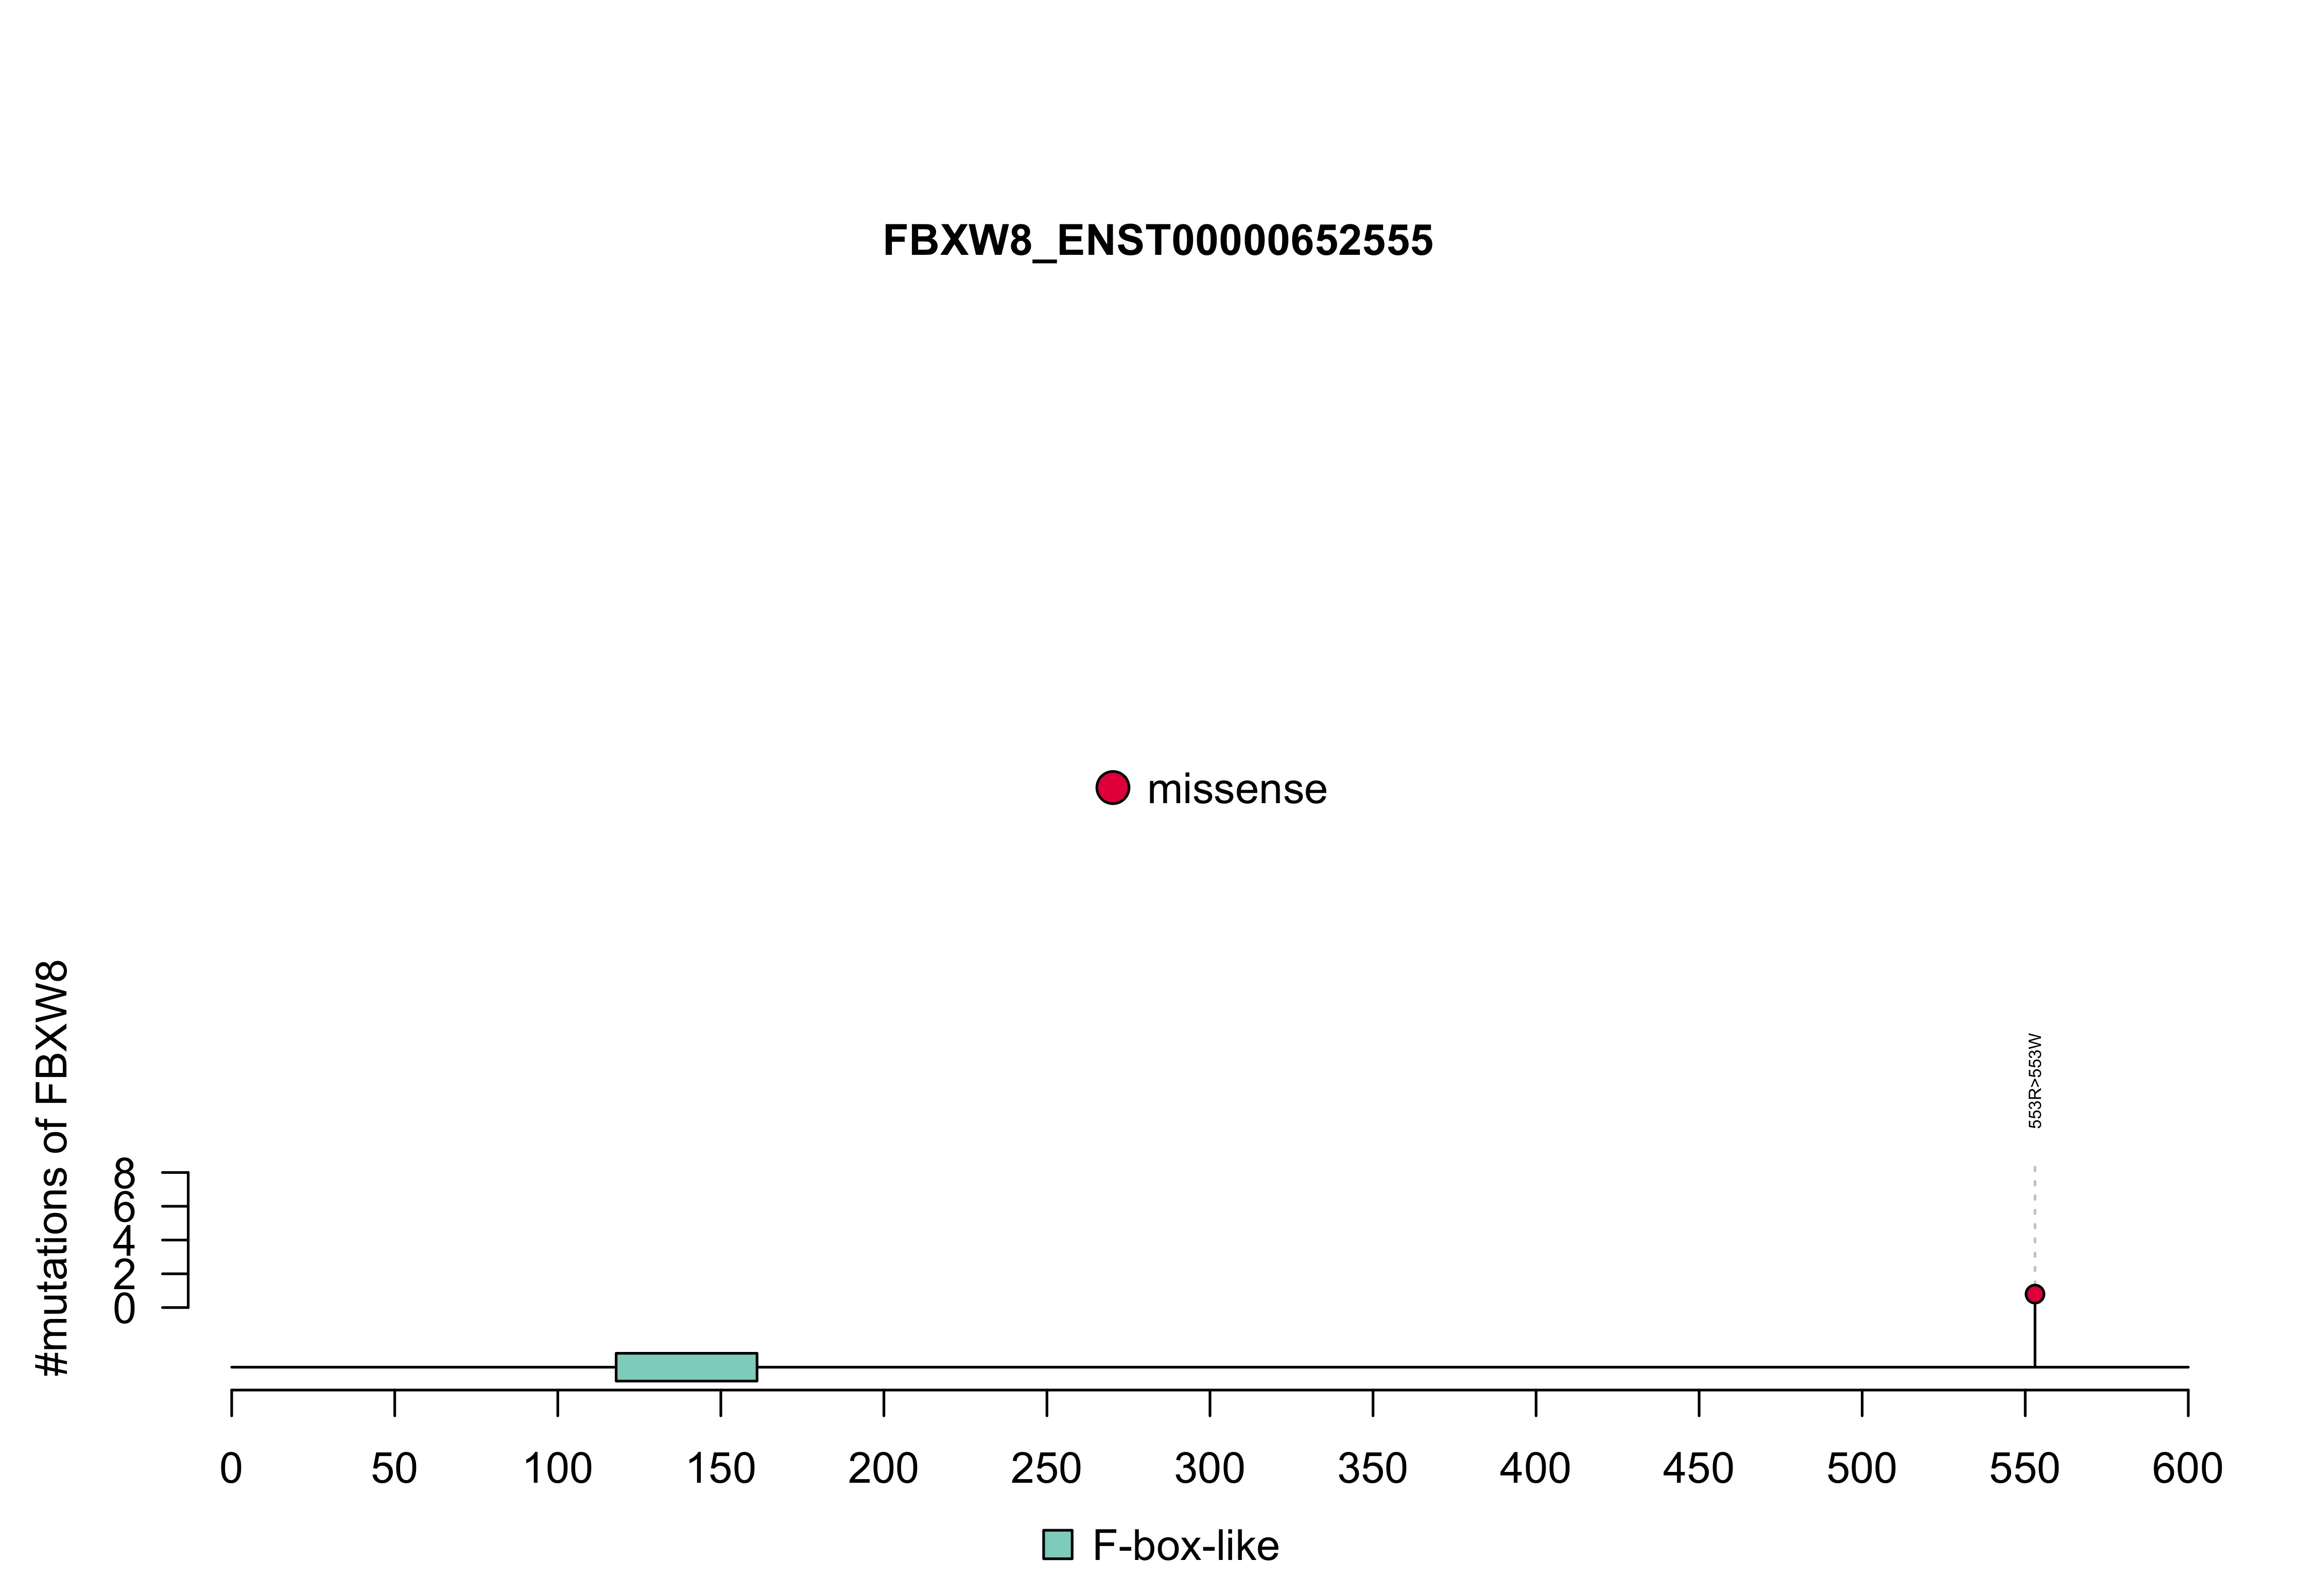 FBXW8_ENST00000652555
missense
#mutations of FBXW8
553R>553W
8
6
4
2
0
0 50 100 150 200 250 300 350 400 450 500 550 600
F-box-like